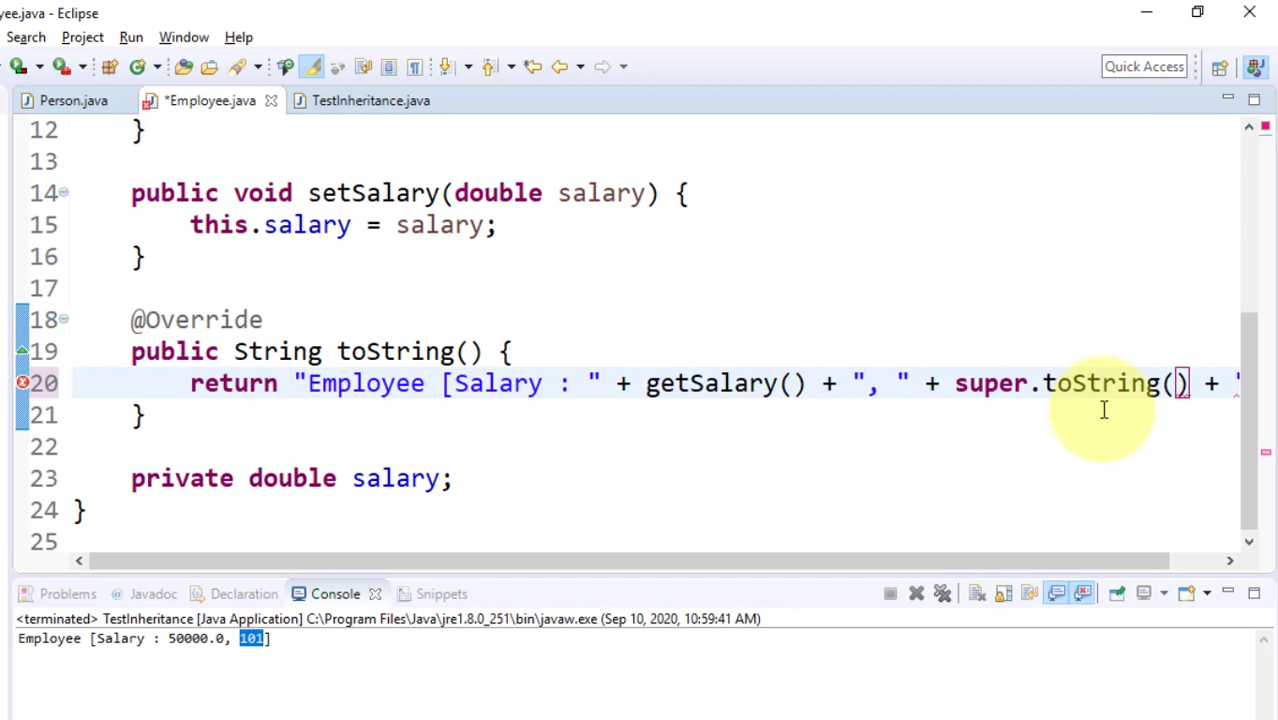 yee.java - Eclipse
Search Project Run Window Help
Quick Access
Person.java *Employee.java TestInheritance.java
12 }
13
14 public void setSalary(double salary) {
15 this.salary = salary;
16 }
17
18 @Override
19 public String toString() {
20 return "Employee [Salary : " + getSalary() + ", " + super.toString() + "
21 }
22
23 private double salary;
24 }
25
Problems @ Javadoc Declaration Console Snippets
<terminated> TestInheritance [Java Application] C:\Program Files\Java\jre1.8.0_251\bin\javaw.exe (Sep 10, 2020, 10:59:41 AM)
Employee [Salary : 50000.0, 101]